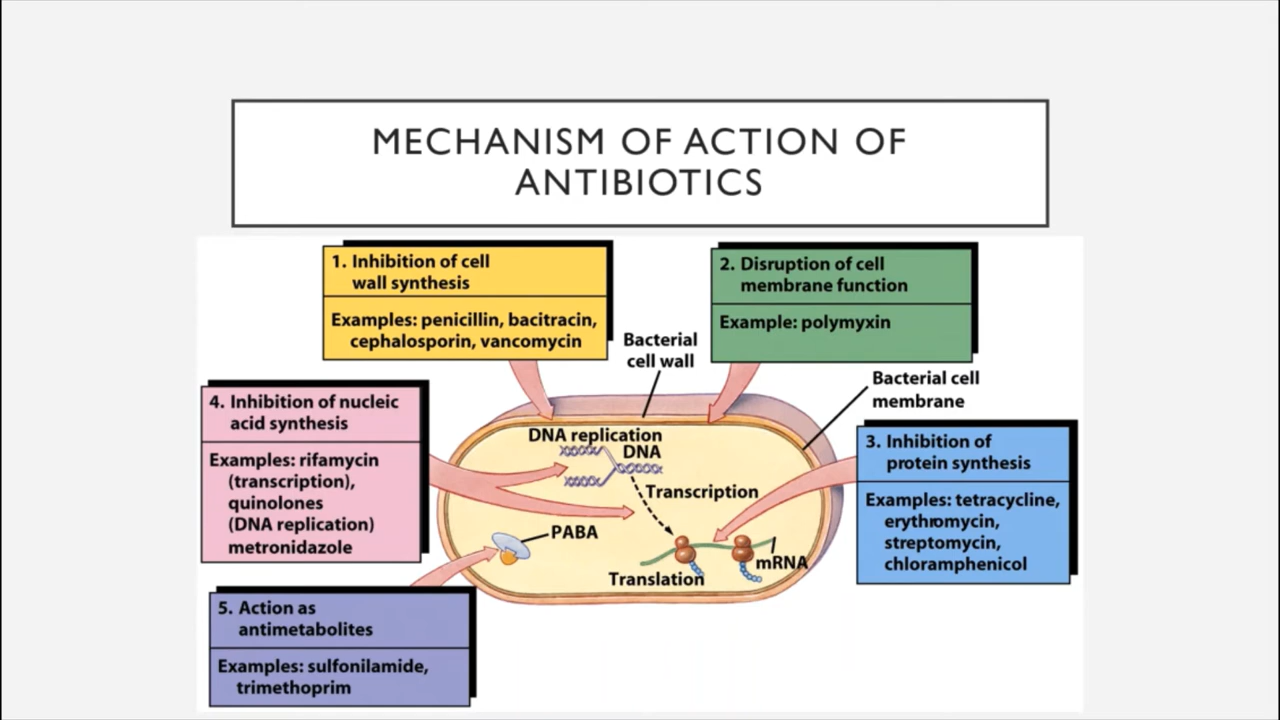 MECHANISM OF ACTION OF
ANTIBIOTICS
1. Inhibition of cell
wall synthesis
Examples: penicillin, bacitracin,
cephalosporin, vancomycin
2. Disruption of cell
membrane function
Example: polymyxin
Bacterial
cell wall
Bacterial cell
membrane
4. Inhibition of nucleic
acid synthesis
Examples: rifamycin
(transcription),
quinolones
(DNA replication)
metronidazole
DNA replication
DNA
Transcription
PABA
mRNA
Translation
3. Inhibition of
protein synthesis
Examples: tetracycline,
erythromycin,
streptomycin,
chloramphenicol
5. Action as
antimetabolites
Examples: sulfonilamide,
trimethoprim